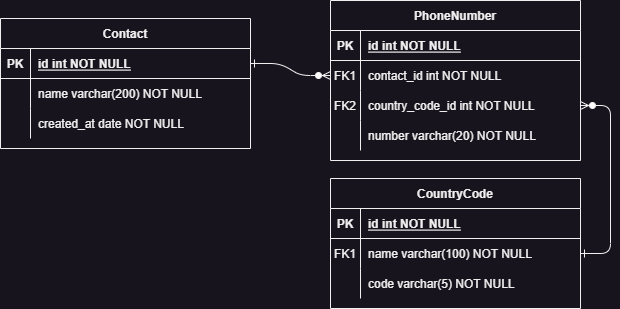 Contact
PK id int NOT NULL
name varchar(200) NOT NULL
created_at date NOT NULL
PhoneNumber
PK id int NOT NULL
FK1 contact_id int NOT NULL
FK2 country_code_id int NOT NULL
number varchar(20) NOT NULL
CountryCode
PK id int NOT NULL
FK1 name varchar(100) NOT NULL
code varchar(5) NOT NULL